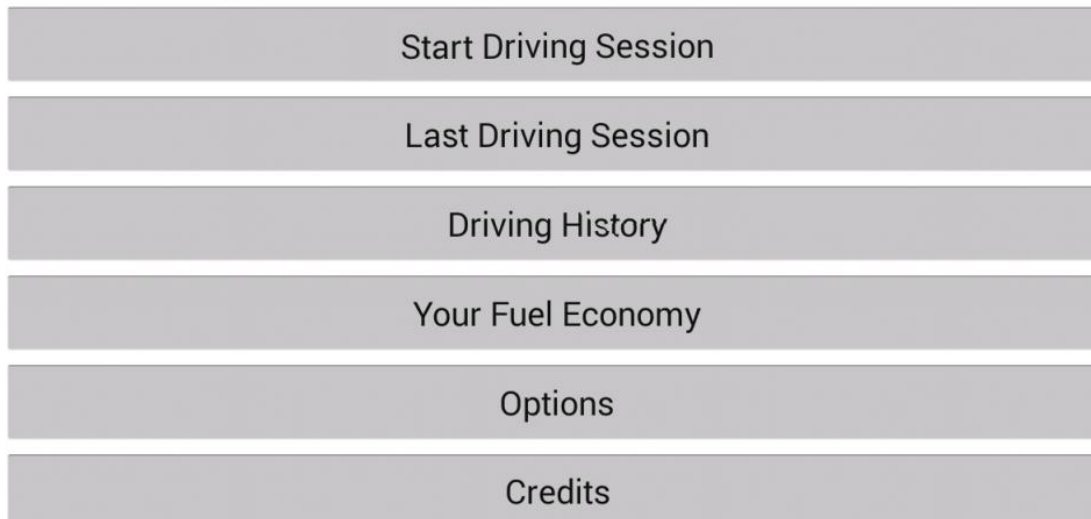 Start Driving Session
Last Driving Session
Driving History
Your Fuel Economy
Options
Credits